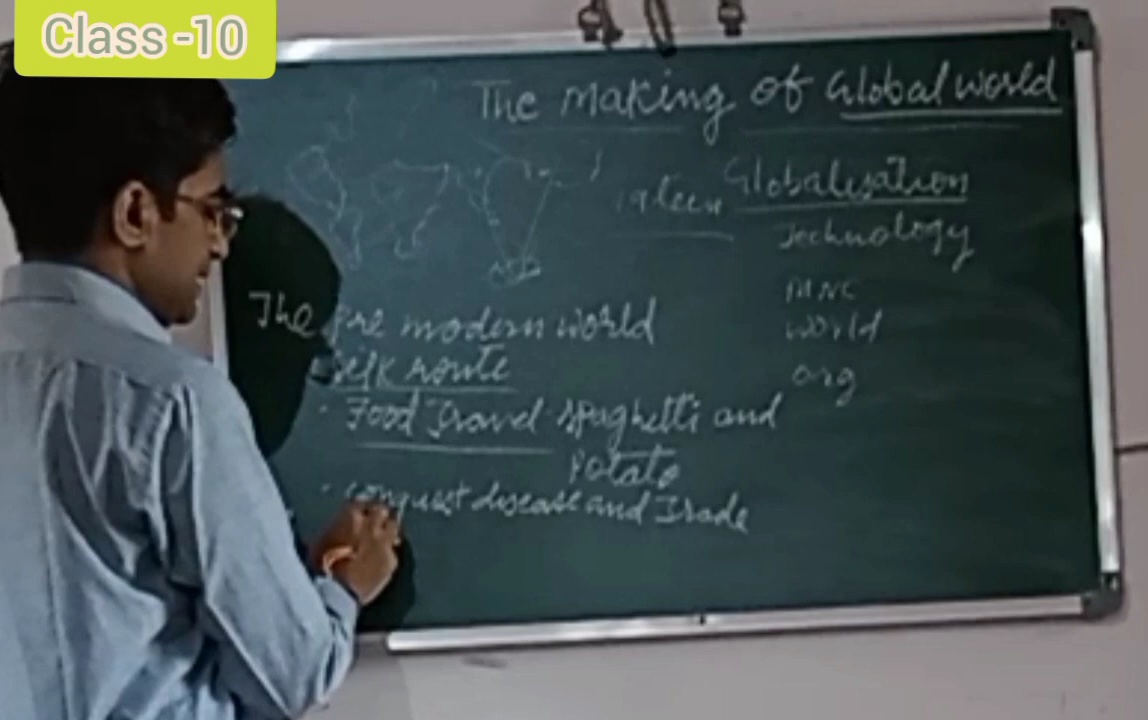 Class-10
The Making of Global world
Globalization
Technology
MNC
world
org
The Pre modern world
Silk route
· Food Travel Spaghetti and
Potato
· Conquest disease and Trade